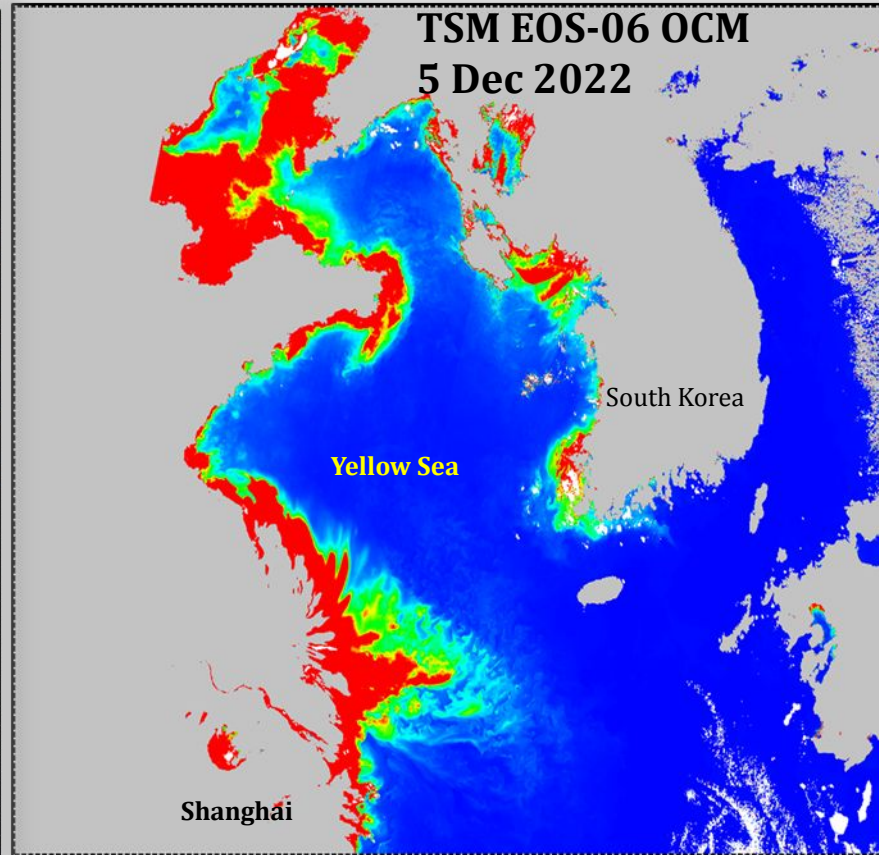 TSM EOS-06 OCM
5 Dec 2022
South Korea
Yellow Sea
Shanghai